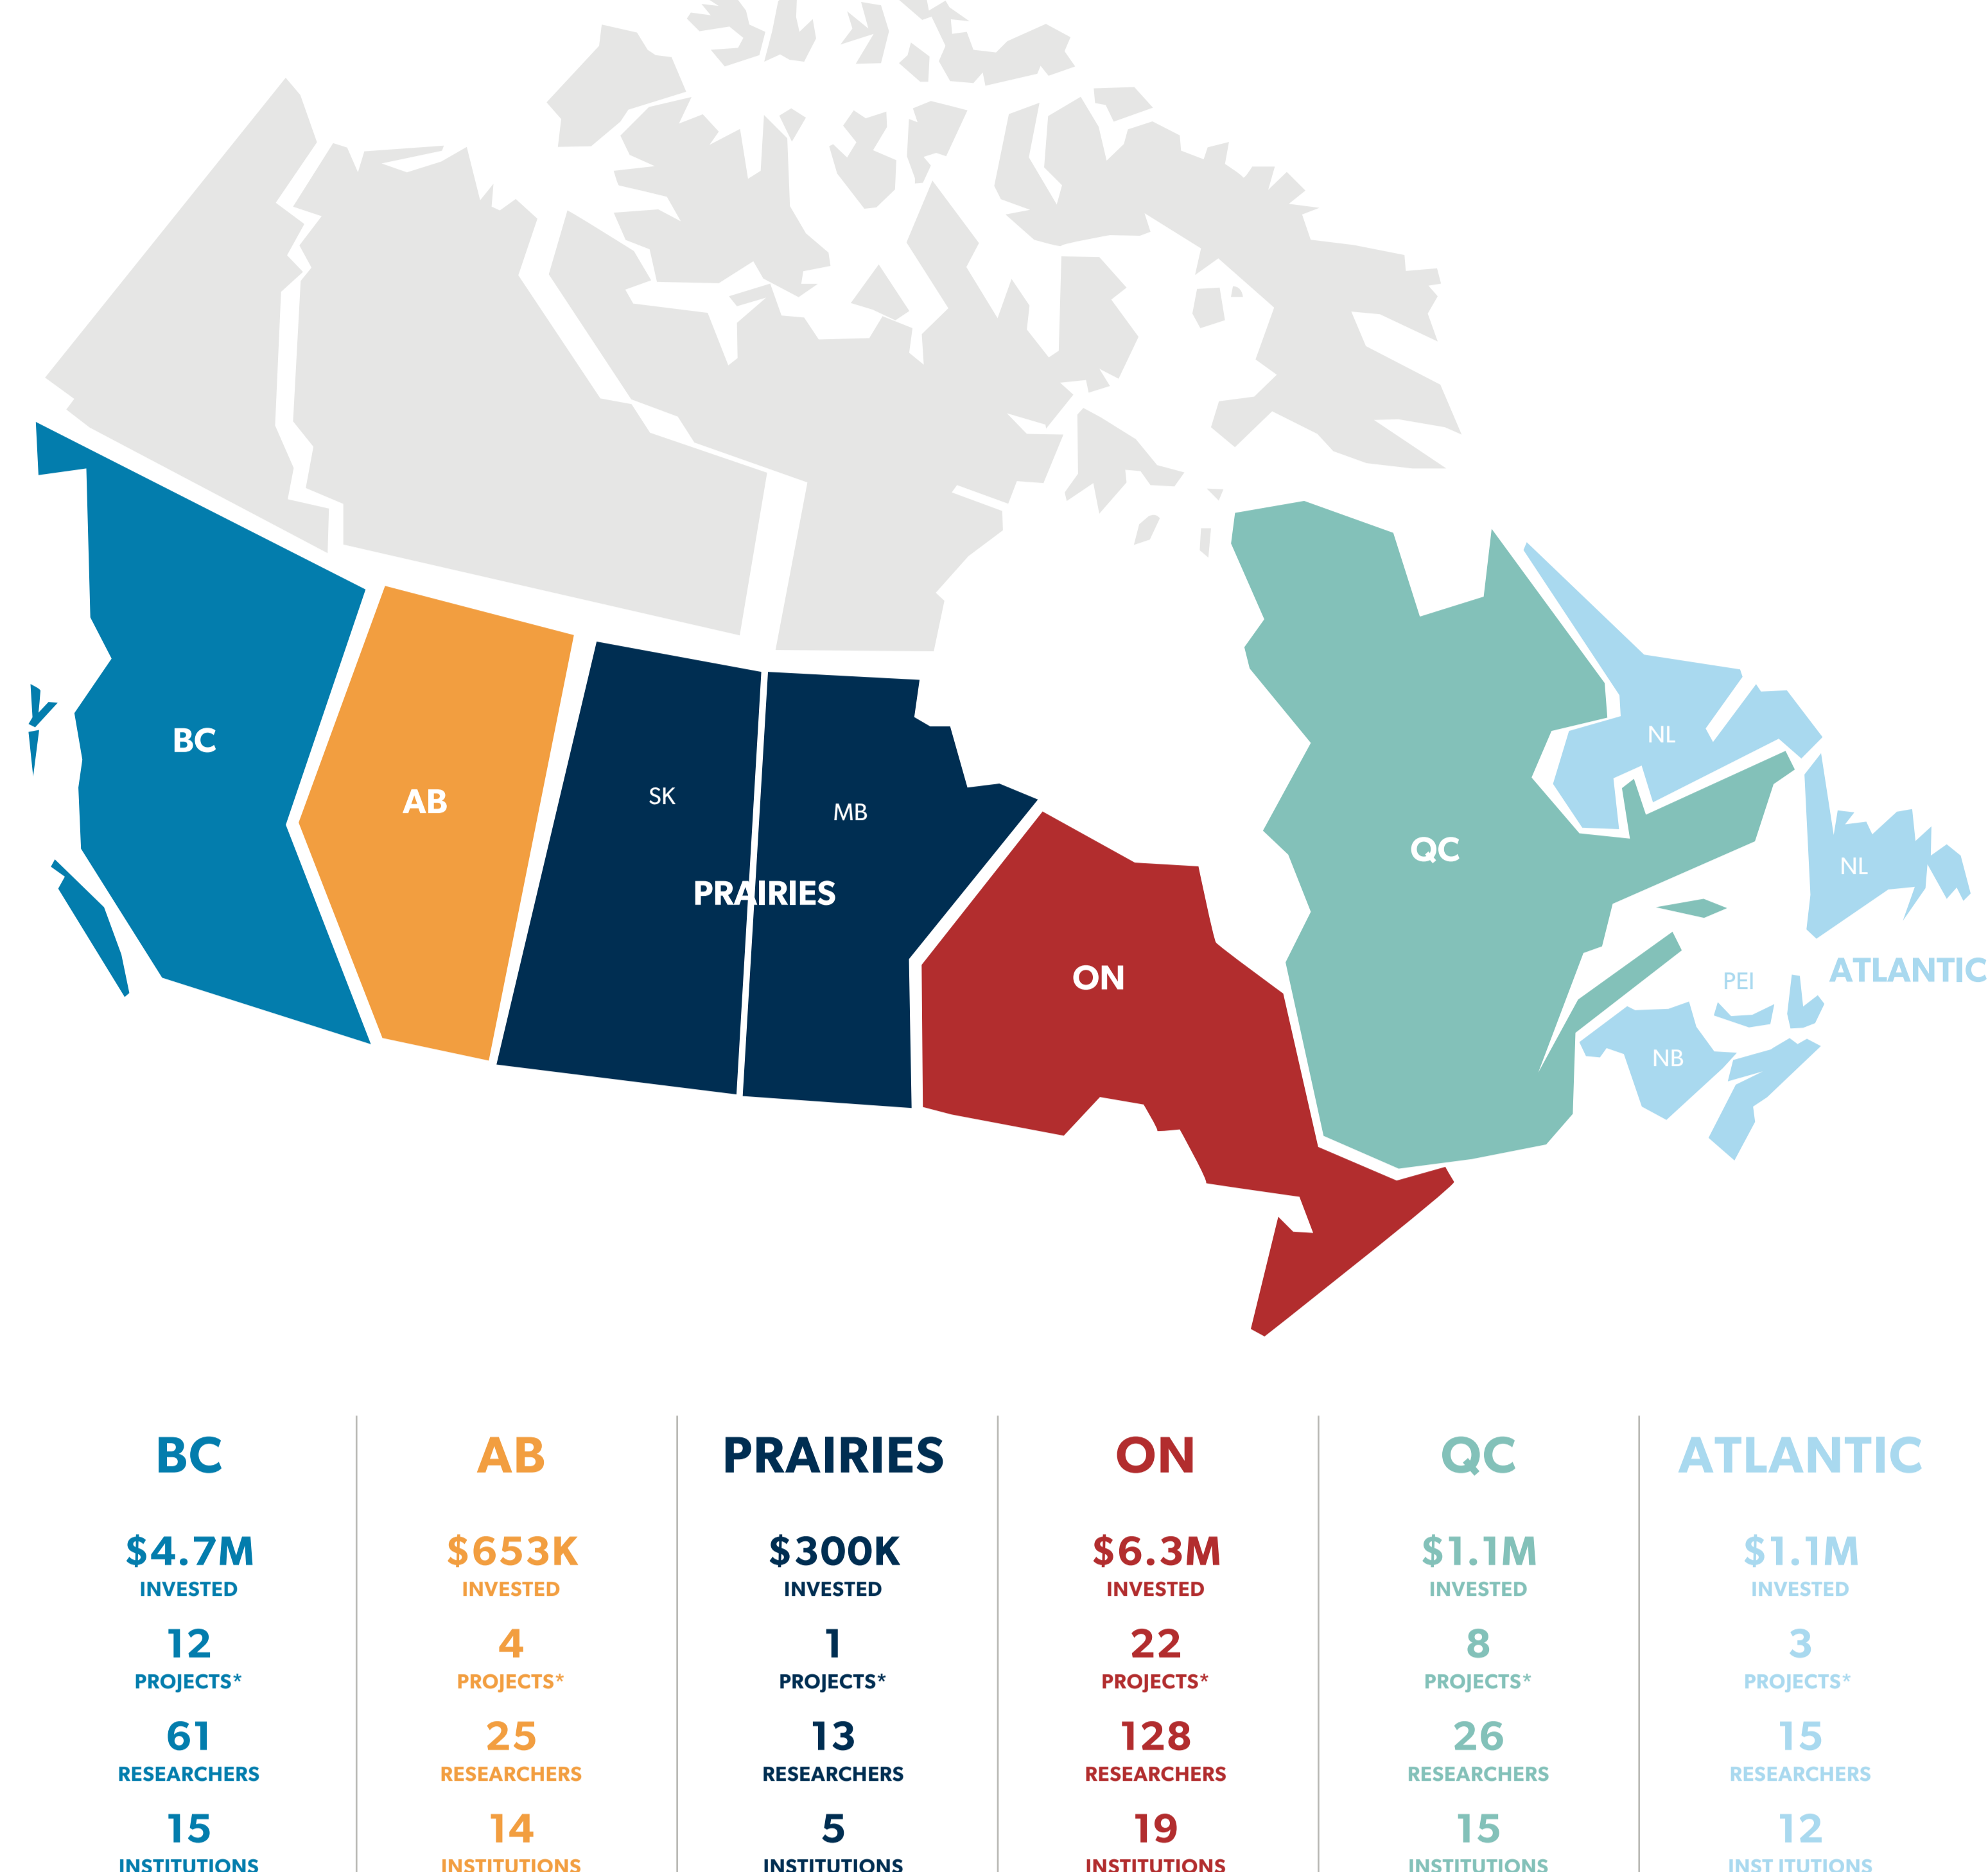 BC
AB
SK
MB
PRAIRIES
ON
QC
NL
NL
ATLANTIC
PEI
NB
BC AB PRAIRIES ON QC ATLANTIC
$4.7M $653K $300K $6.3M $1.1M $1.1M
INVESTED INVESTED INVESTED INVESTED INVESTED INVESTED
12 4 1 22 8 3
PROJECTS* PROJECTS* PROJECTS* PROJECTS* PROJECTS* PROJECTS*
61 25 13 128 26 15
RESEARCHERS RESEARCHERS RESEARCHERS RESEARCHERS RESEARCHERS RESEARCHERS
15 14 5 19 15 12
INSTITUTIONS INSTITUTIONS INSTITUTIONS INSTITUTIONS INSTITUTIONS INST ITUTIONS